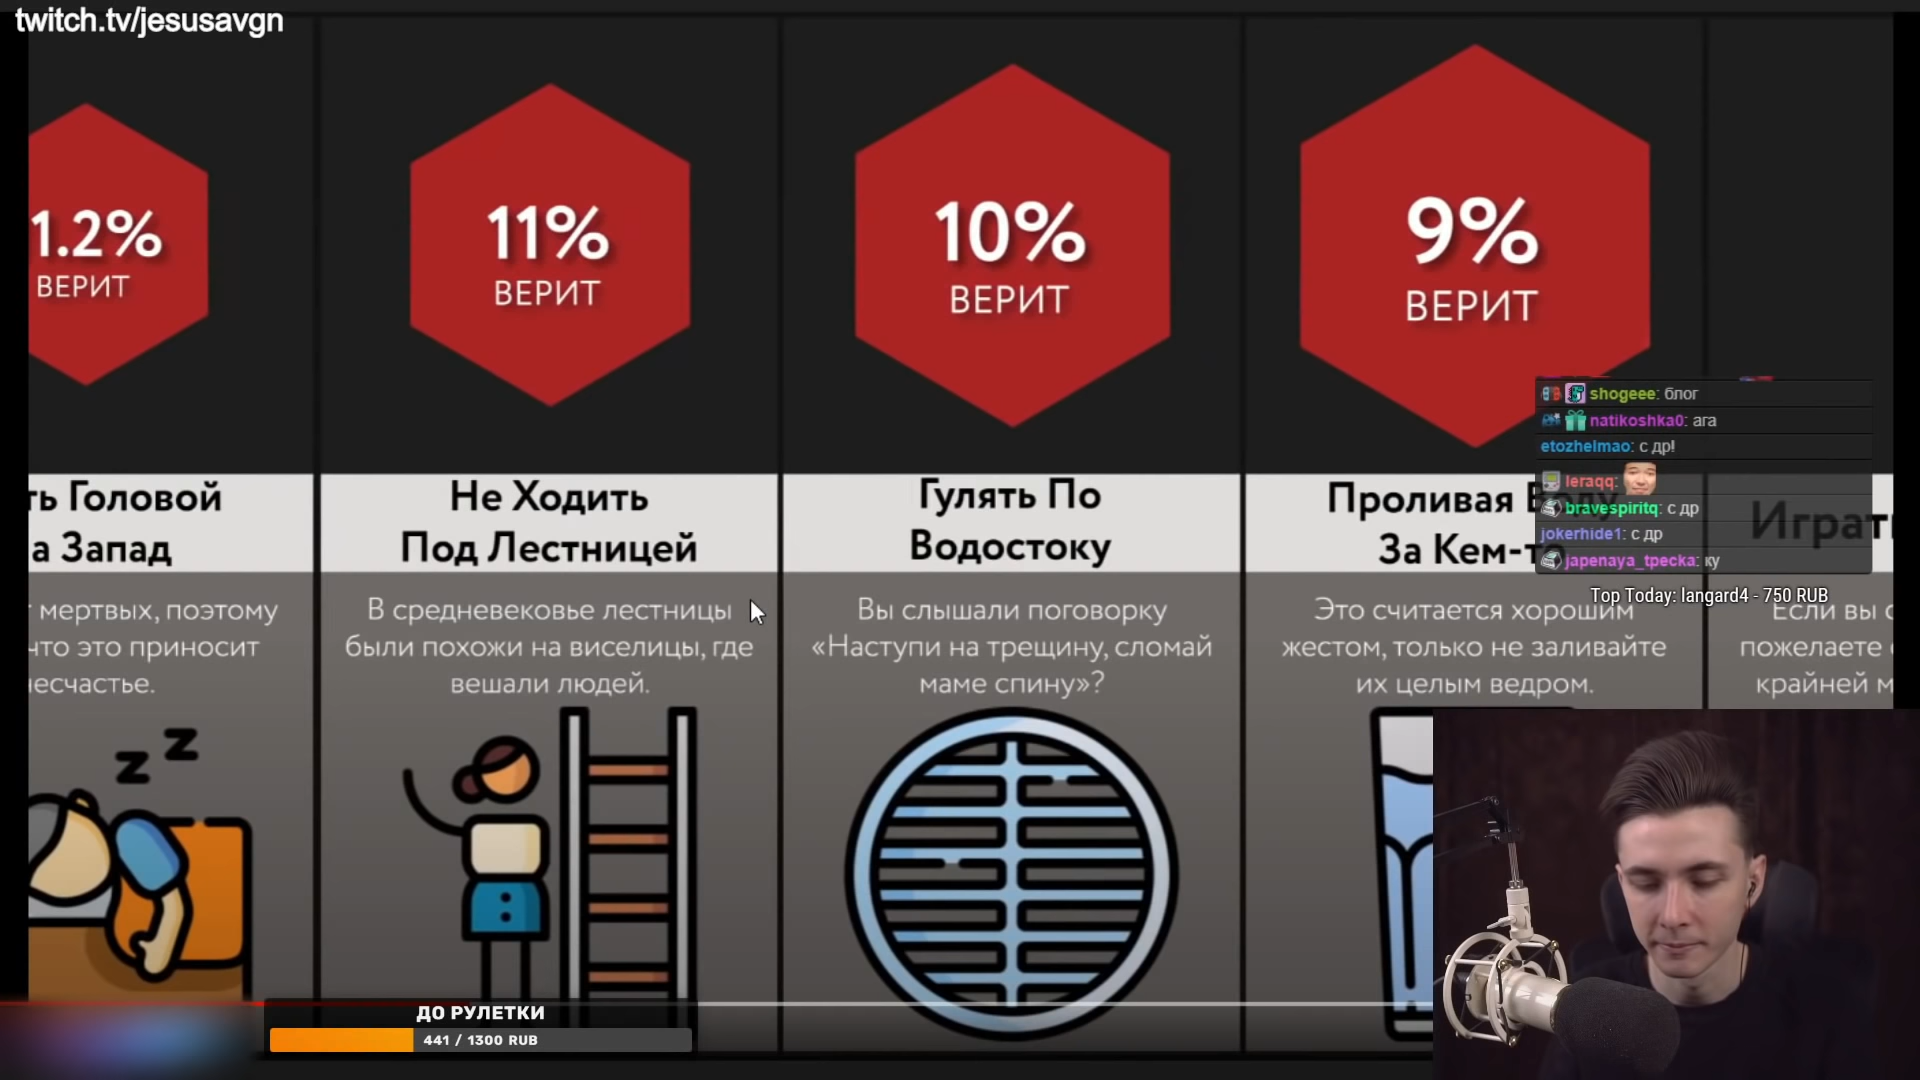 twitch.tv/jesusavgn
1.2%
ВЕРИТ
11%
ВЕРИТ
10%
ВЕРИТ
9%
ВЕРИТ
ть Головой
а Запад
Не Ходить
Под Лестницей
Гулять По
Водостоку
Проливая Воду
За Кем-то
Играт
мертвых, поэтому
что это приносит
несчастье.
В средневековье лестницы
были похожи на виселицы, где
вешали людей.
Вы слышали поговорку
«Наступи на трещину, сломай
маме спину»?
Это считается хорошим
жестом, только не заливайте
их целым ведром.
Если вы
пожелаете
крайней м
shogeee: блог
natikoshka0: ага
etozhelmao: с др!
leraqq:
bravespiritq: с др
jokerhide1: с др
japenaya_tpecka: ку
Top Today: langard4 - 750 RUB
z z
ДО РУЛЕТКИ
441 / 1300 RUB